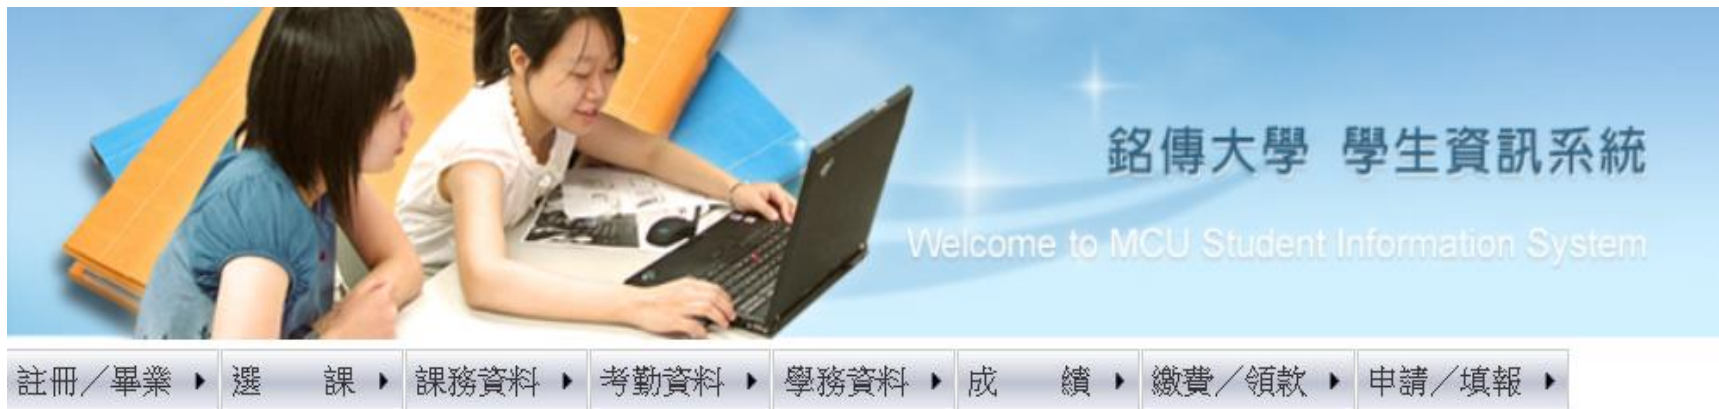 銘傳大學 學生資訊系統
Welcome to MCU Student Information System
註冊／畢業 選 課 課務資料 考勤資料 學務資料 成 績 繳費／領款 申請／填報